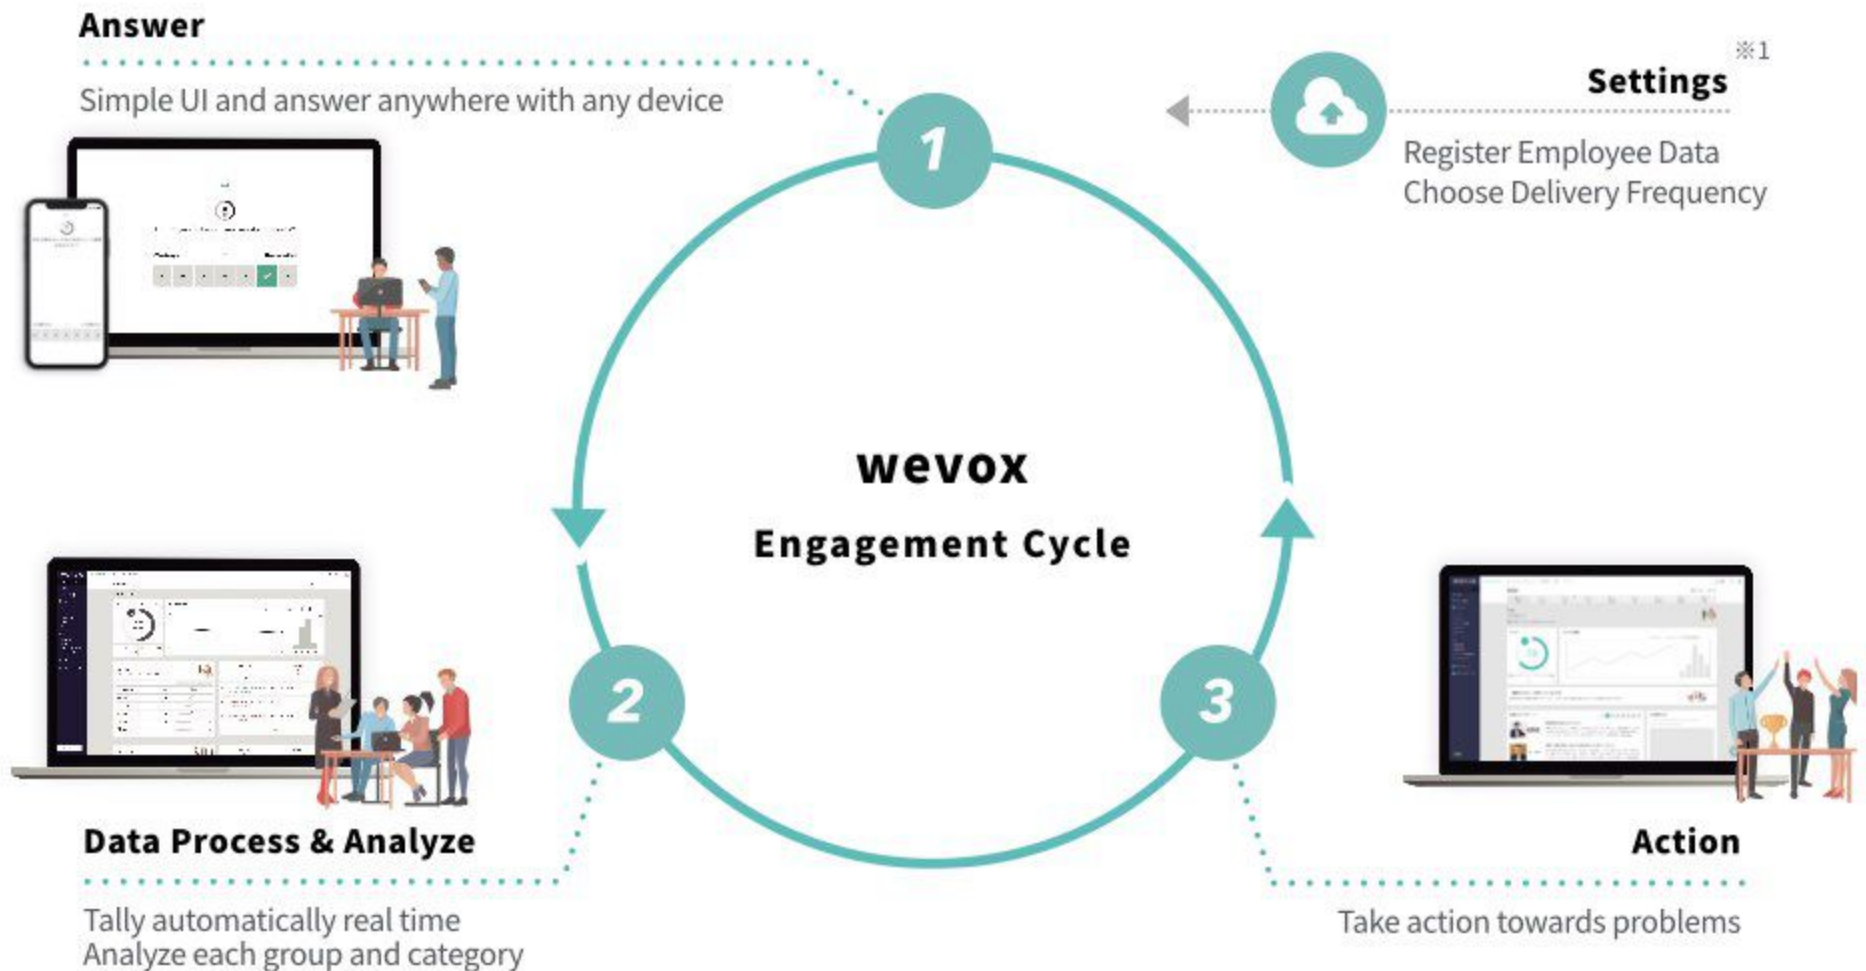 Answer
Simple UI and answer anywhere with any device
※1
Settings
Register Employee Data
Choose Delivery Frequency
1
wevox
Engagement Cycle
2
3
Data Process & Analyze
Tally automatically real time
Analyze each group and category
Action
Take action towards problems